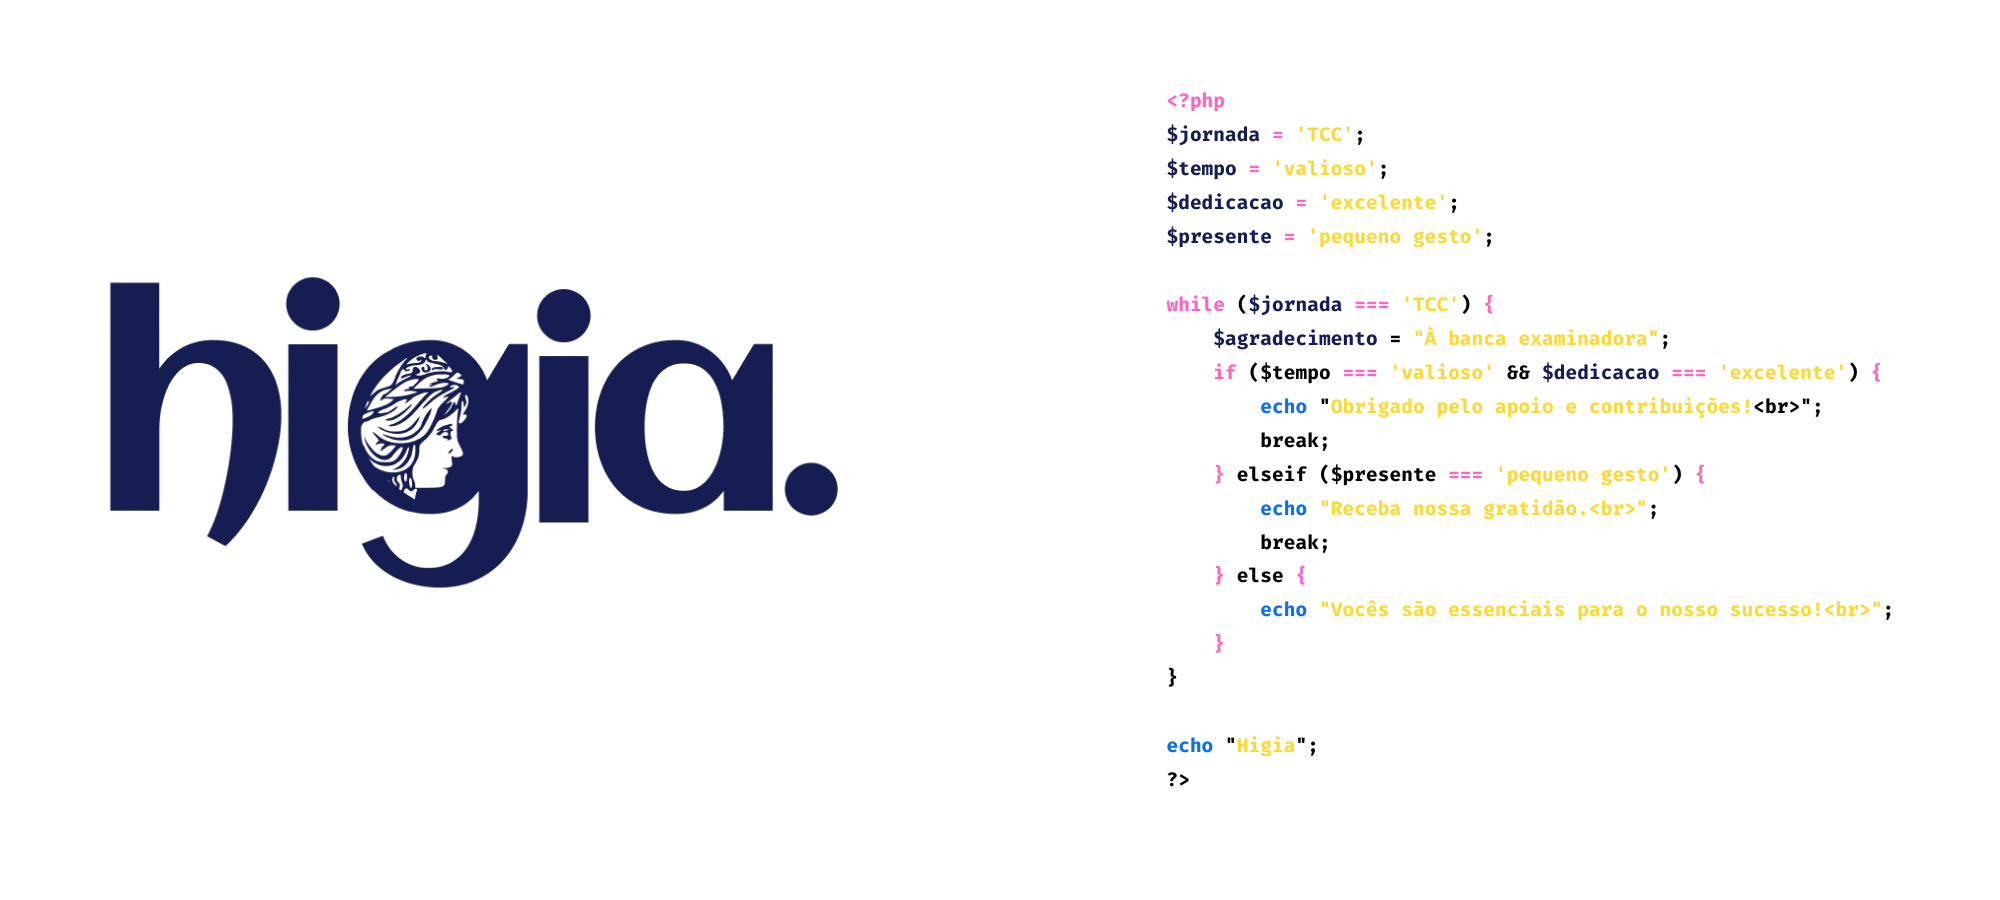 higia.
<?php
$jornada = 'TCC';
$tempo = 'valioso';
$dedicacao = 'excelente';
$presente = 'pequeno gesto';
while ($jornada === 'TCC') {
    $agradecimento = "À banca examinadora";
    if ($tempo === 'valioso' && $dedicacao === 'excelente') {
        echo "Obrigado pelo apoio e contribuições!<br>";
        break;
    } elseif ($presente === 'pequeno gesto') {
        echo "Receba nossa gratidão.<br>";
        break;
    } else {
        echo "Vocês são essenciais para o nosso sucesso!<br>";
    }
}
echo "Higia";
?>